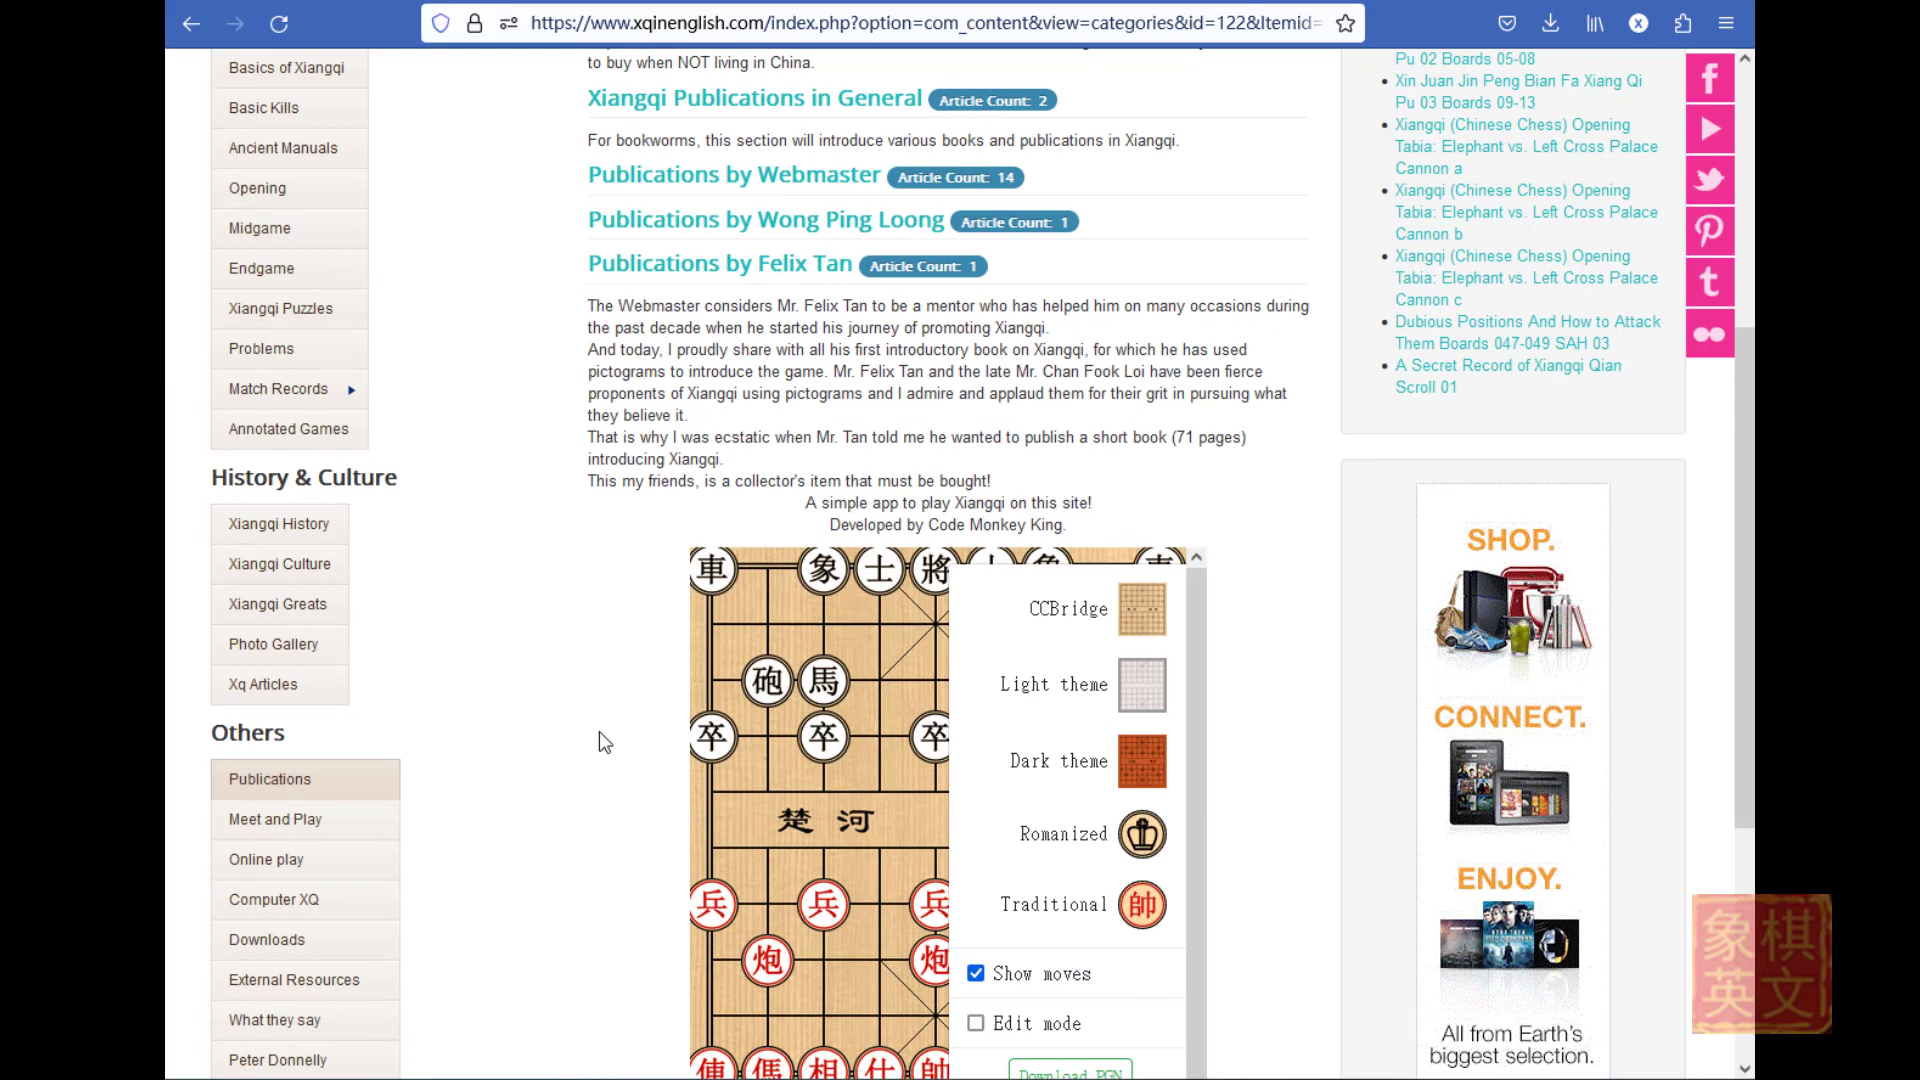 https://www.xqinenglish.com/index.php?option=com_content&view=categories&id=122&Itemid=
Basics of Xiangqi
Basic Kills
Ancient Manuals
Opening
Midgame
Endgame
Xiangqi Puzzles
Problems
Match Records
Annotated Games
History & Culture
Xiangqi History
Xiangqi Culture
Xiangqi Greats
Photo Gallery
Xq Articles
Others
Publications
Meet and Play
Online play
Computer XQ
Downloads
External Resources
What they say
Peter Donnelly
to buy when NOT living in China.
Xiangqi Publications in General Article Count: 2
For bookworms, this section will introduce various books and publications in Xiangqi.
Publications by Webmaster Article Count: 14
Publications by Wong Ping Loong Article Count: 1
Publications by Felix Tan Article Count: 1
The Webmaster considers Mr. Felix Tan to be a mentor who has helped him on many occasions during
the past decade when he started his journey of promoting Xiangqi.
And today, I proudly share with all his first introductory book on Xiangqi, for which he has used
pictograms to introduce the game. Mr. Felix Tan and the late Mr. Chan Fook Loi have been fierce
proponents of Xiangqi using pictograms and I admire and applaud them for their grit in pursuing what
they believe it.
That is why I was ecstatic when Mr. Tan told me he wanted to publish a short book (71 pages)
introducing Xiangqi.
This my friends, is a collector's item that must be bought!
A simple app to play Xiangqi on this site!
Developed by Code Monkey King.
車 象 士 將 士 象 車
砲 馬
卒 卒 卒
楚 河
兵 兵 兵
炮 炮
俥 傌 相 仕 帥
CCBridge
Light theme
Dark theme
Romanized
Traditional 帥
Show moves
Edit mode
Download PGN
Pu 02 Boards 05-08
Xin Juan Jin Peng Bian Fa Xiang Qi
Pu 03 Boards 09-13
Xiangqi (Chinese Chess) Opening
Tabia: Elephant vs. Left Cross Palace
Cannon a
Xiangqi (Chinese Chess) Opening
Tabia: Elephant vs. Left Cross Palace
Cannon b
Xiangqi (Chinese Chess) Opening
Tabia: Elephant vs. Left Cross Palace
Cannon c
Dubious Positions And How to Attack
Them Boards 047-049 SAH 03
A Secret Record of Xiangqi Qian
Scroll 01
SHOP.
CONNECT.
ENJOY.
All from Earth's
biggest selection.
象棋
英文